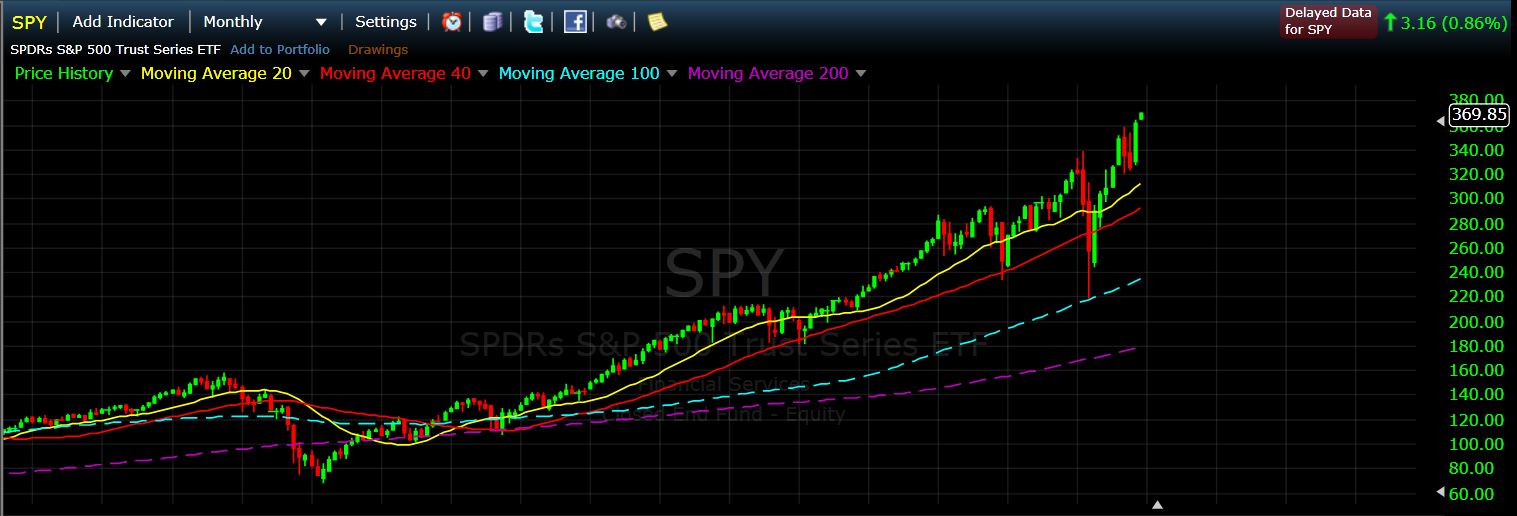 SPY Add Indicator Monthly Settings Delayed Data
for SPY 3.16 (0.86%)
SPDRs S&P 500 Trust Series ETF Add to Portfolio Drawings
Price History Moving Average 20 Moving Average 40 Moving Average 100 Moving Average 200
380.00
369.85
360.00
340.00
320.00
300.00
280.00
260.00
240.00
220.00
200.00
180.00
160.00
140.00
120.00
100.00
80.00
60.00
SPY
SPDRs S&P 500 Trust Series ETF
Financial Services
Closed End Fund - Equity